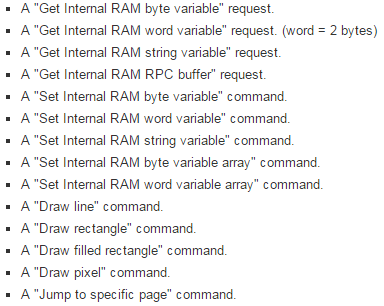 A "Get Internal RAM byte variable" request.
A "Get Internal RAM word variable" request. (word = 2 bytes)
A "Get Internal RAM string variable" request.
A "Get Internal RAM RPC buffer" request.
A "Set Internal RAM byte variable" command.
A "Set Internal RAM word variable" command.
A "Set Internal RAM string variable" command.
A "Set Internal RAM byte variable array" command.
A "Set Internal RAM word variable array" command.
A "Draw line" command.
A "Draw rectangle" command.
A "Draw filled rectangle" command.
A "Draw pixel" command.
A "Jump to specific page" command.